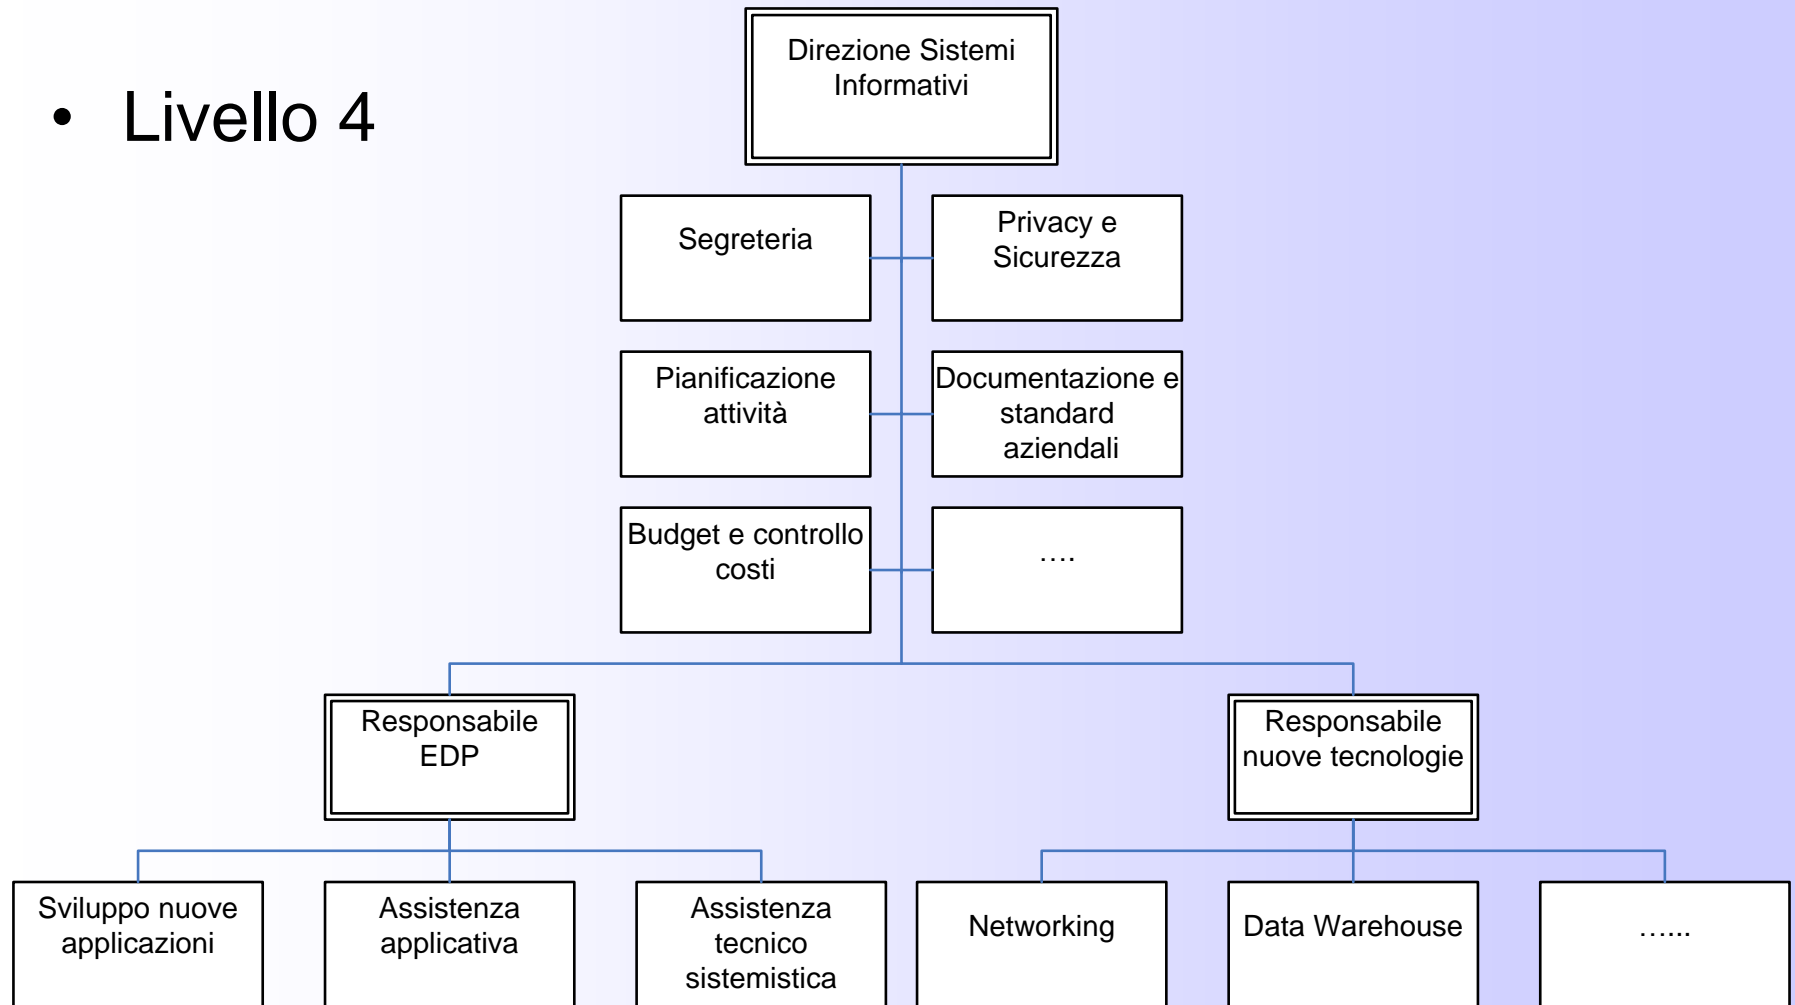 • Livello 4
Direzione Sistemi
Informativi
Segreteria
Privacy e
Sicurezza
Pianificazione
attività
Documentazione e
standard
aziendali
Budget e controllo
costi
….
Responsabile
EDP
Responsabile
nuove tecnologie
Sviluppo nuove
applicazioni
Assistenza
applicativa
Assistenza
tecnico
sistemistica
Networking
Data Warehouse
…...